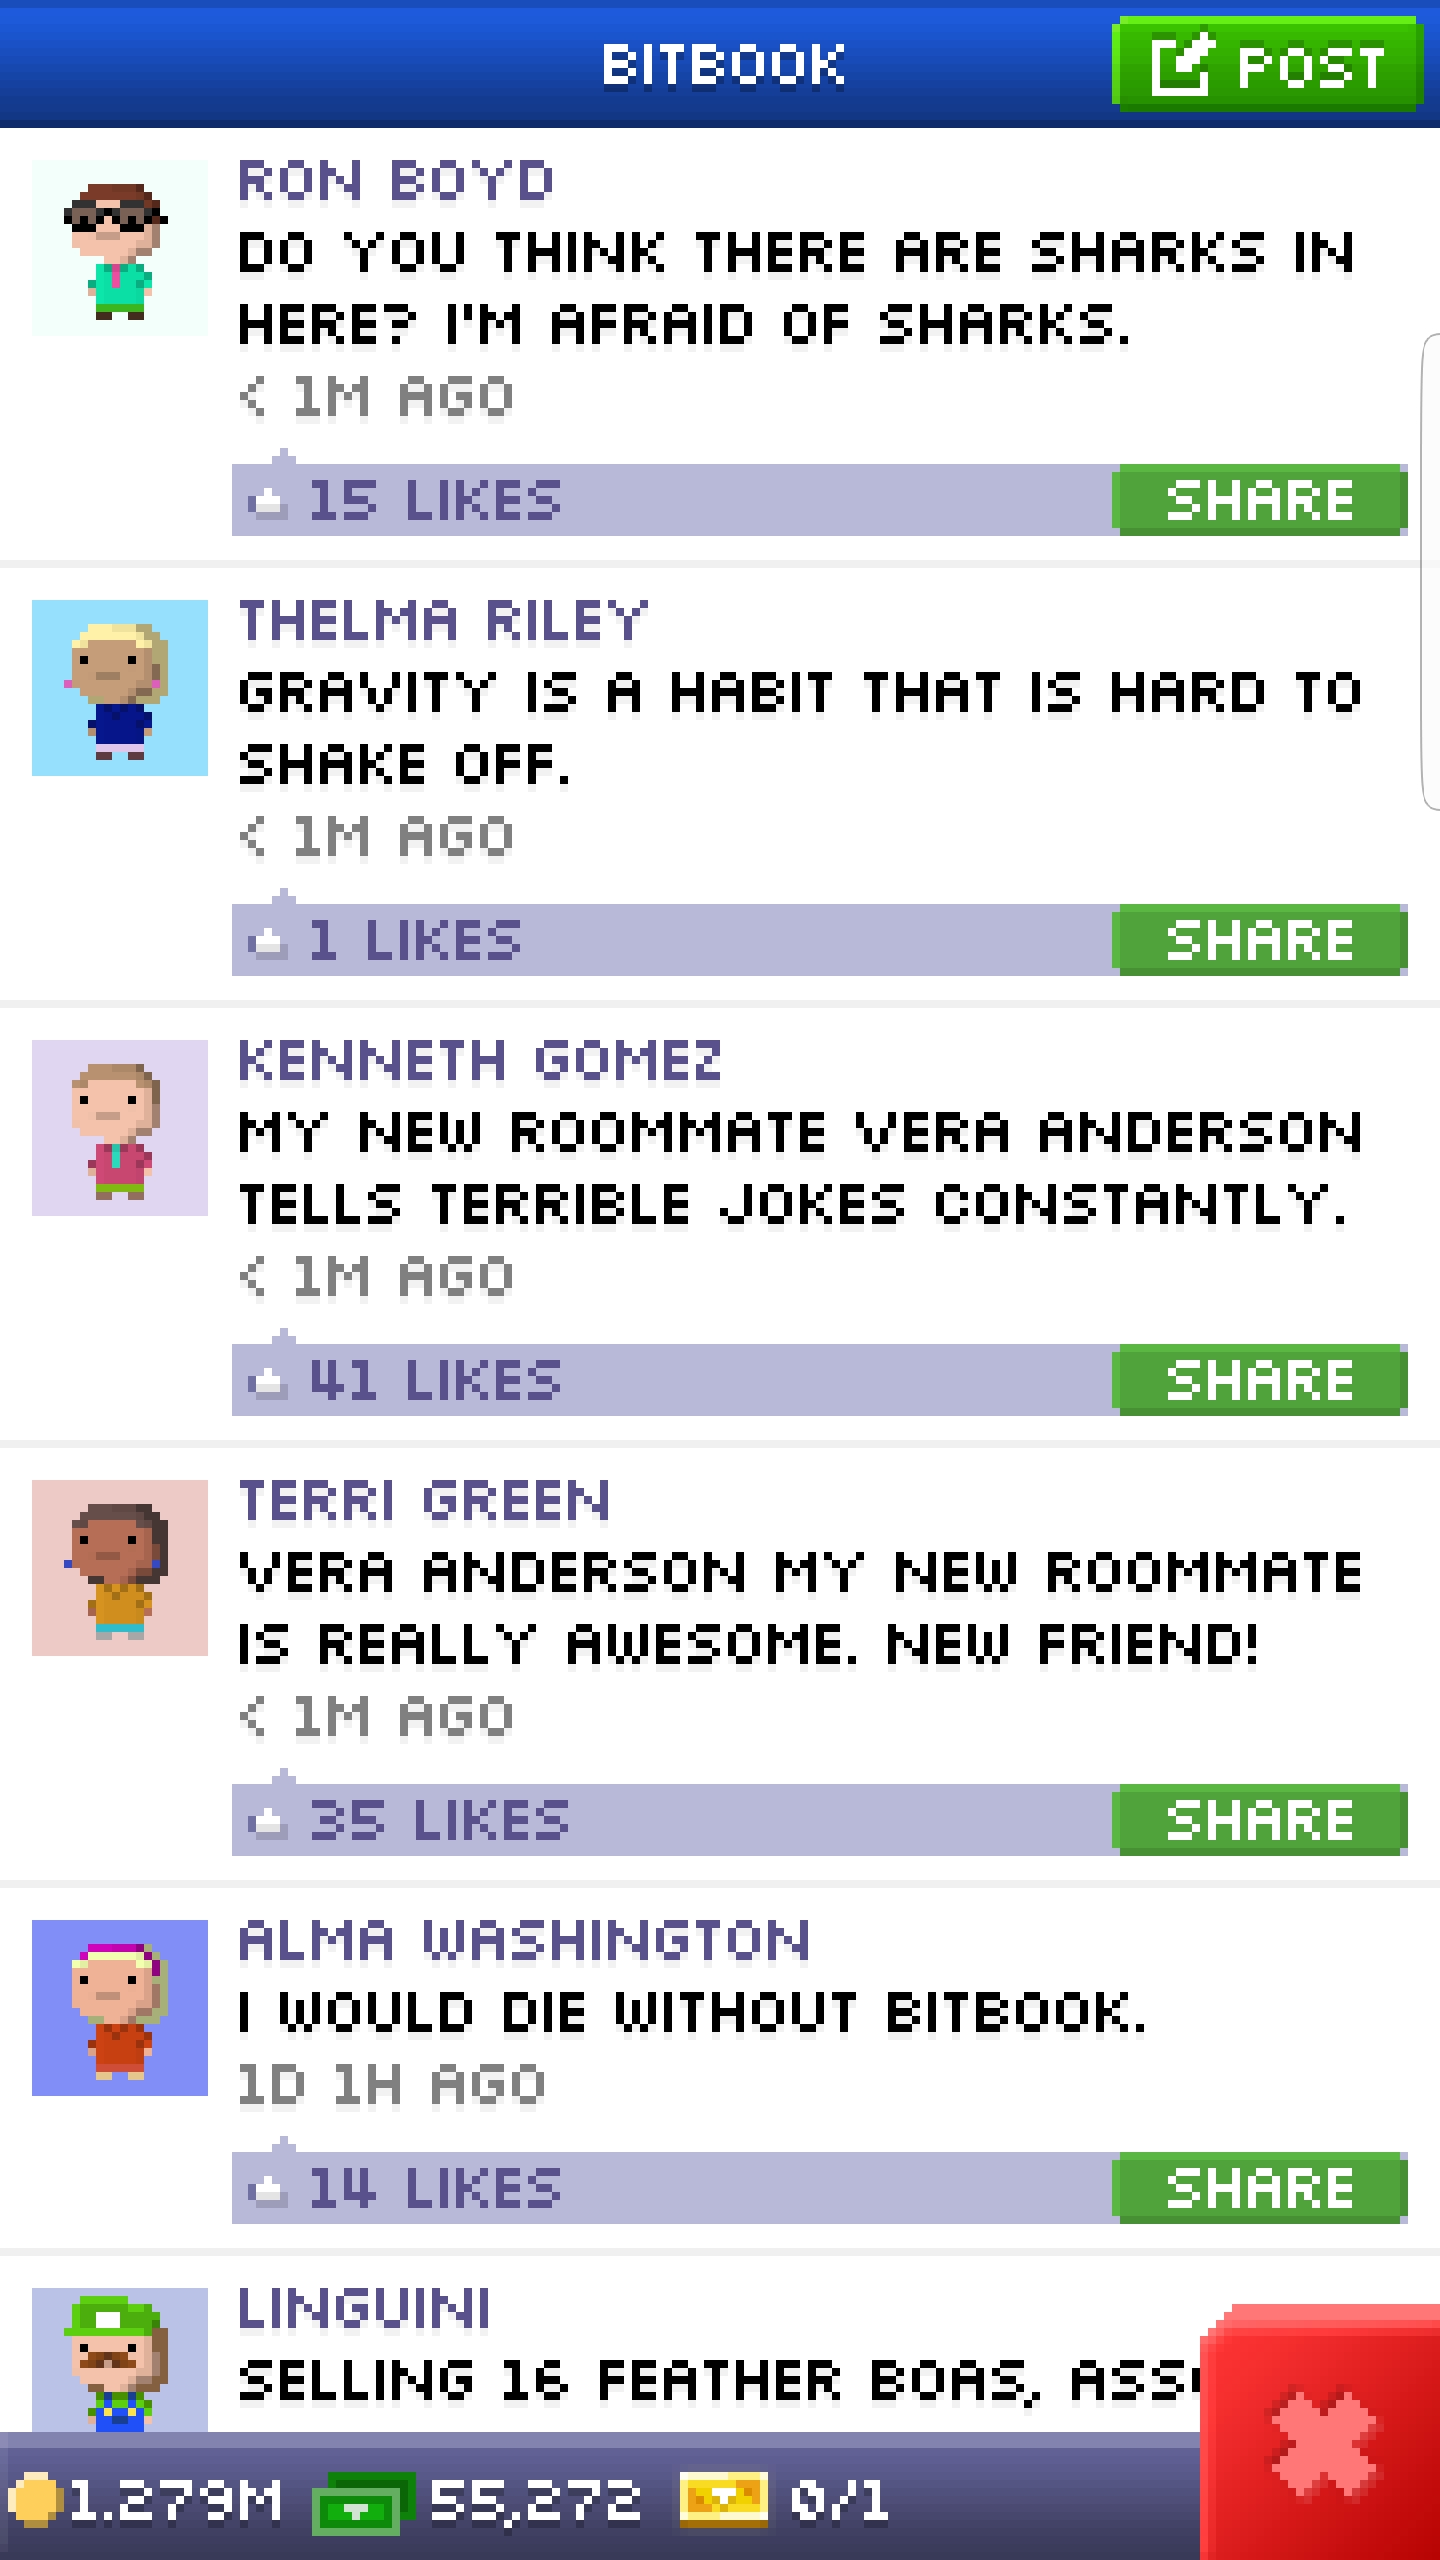 BITBOOK
POST
RON BOYD
DO YOU THINK THERE ARE SHARKS IN
HERE? I'M AFRAID OF SHARKS.
< 1M AGO
15 LIKES
SHARE
THELMA RILEY
GRAVITY IS A HABIT THAT IS HARD TO
SHAKE OFF.
< 1M AGO
1 LIKES
SHARE
KENNETH GOMEZ
MY NEW ROOMMATE VERA ANDERSON
TELLS TERRIBLE JOKES CONSTANTLY.
< 1M AGO
41 LIKES
SHARE
TERRI GREEN
VERA ANDERSON MY NEW ROOMMATE
IS REALLY AWESOME. NEW FRIEND!
< 1M AGO
35 LIKES
SHARE
ALMA WASHINGTON
I WOULD DIE WITHOUT BITBOOK.
1D 1H AGO
14 LIKES
SHARE
LINGUINI
SELLING 16 FEATHER BOAS,
1.279M
55,272
0/1